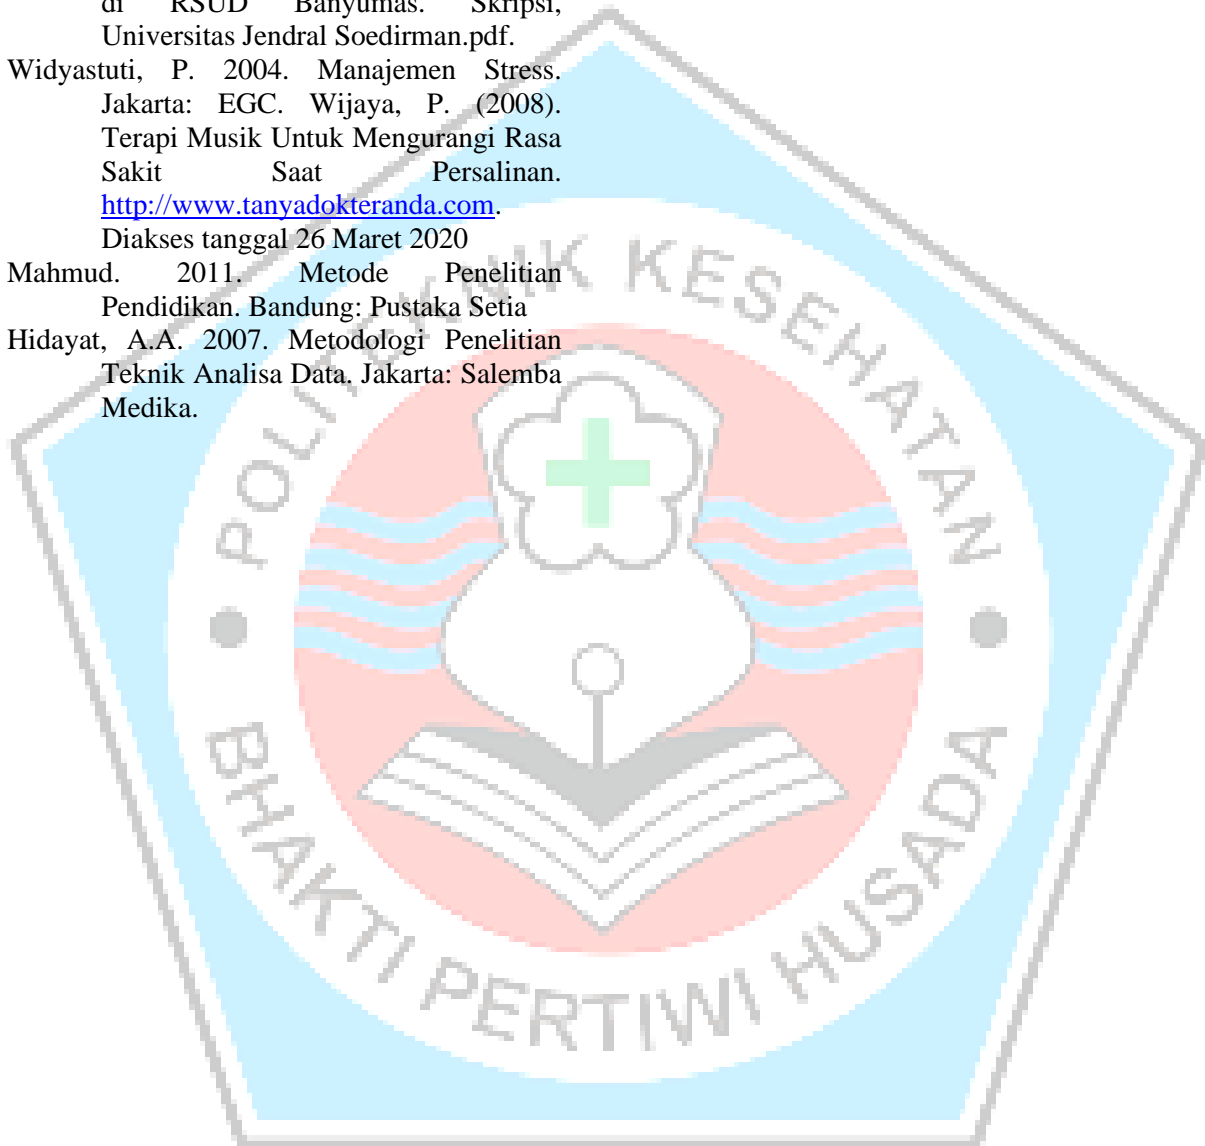 di RSUD Banyumas. Skripsi,
Universitas Jendral Soedirman.pdf.
Widyastuti, P. 2004. Manajemen Stress.
Jakarta: EGC. Wijaya, P. (2008).
Terapi Musik Untuk Mengurangi Rasa
Sakit Saat Persalinan.
http://www.tanyadokteranda.com.
Diakses tanggal 26 Maret 2020
Mahmud. 2011. Metode Penelitian
Pendidikan. Bandung: Pustaka Setia
Hidayat, A.A. 2007. Metodologi Penelitian
Teknik Analisa Data. Jakarta: Salemba
Medika.
POLITEKNIK KESEHATAN
BHAKTI PERTIWI HUSADA